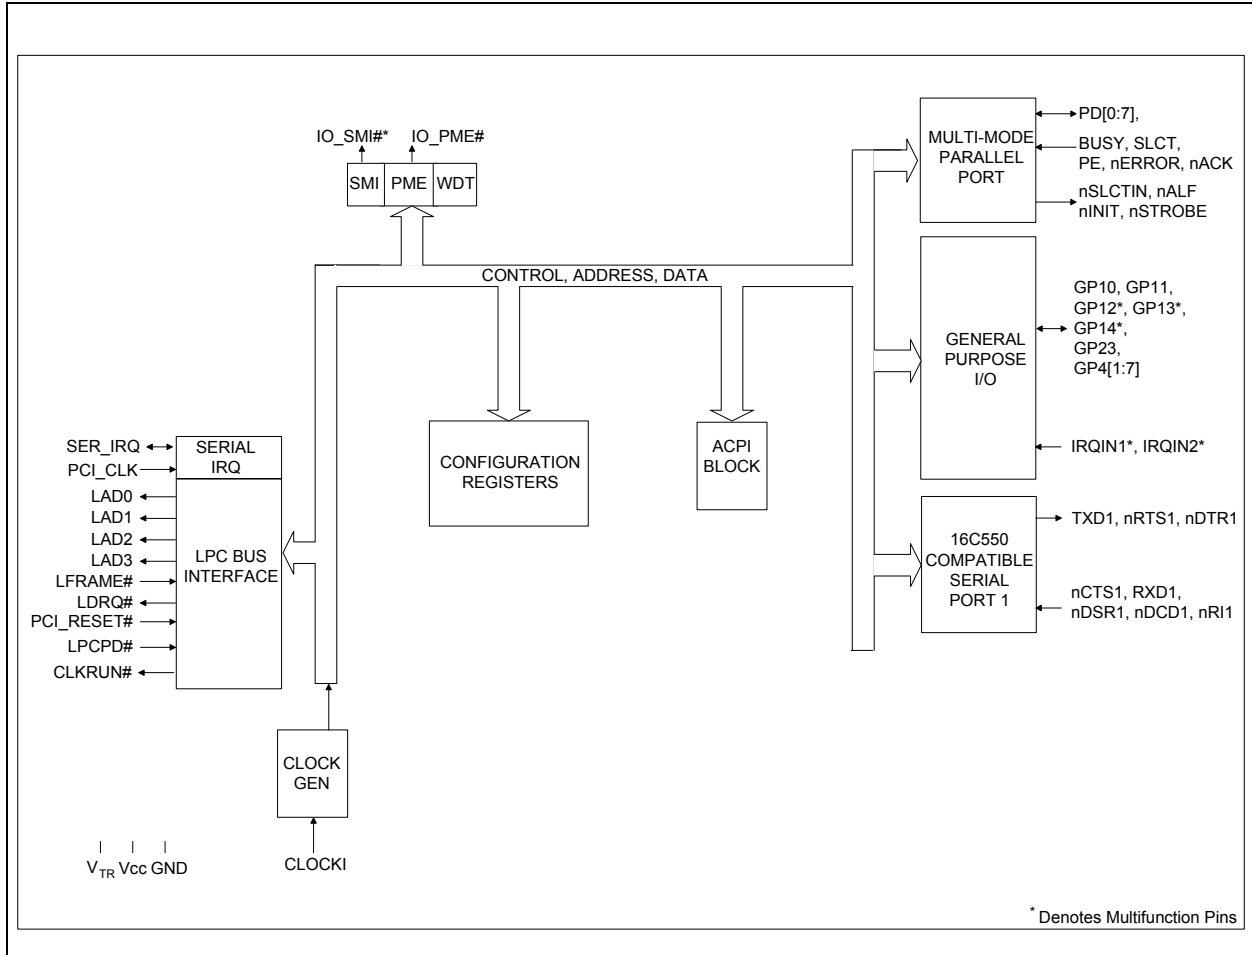 IO_SMI#* IO_PME#
SMI PME WDT
CONTROL, ADDRESS, DATA
MULTI-MODE
PARALLEL
PORT
PD[0:7],
BUSY, SLCT,
PE, nERROR, nACK
nSLCTIN, nALF
nINIT, nSTROBE
GENERAL
PURPOSE
I/O
GP10, GP11,
GP12*, GP13*,
GP14*,
GP23,
GP4[1:7]
IRQIN1*, IRQIN2*
CONFIGURATION
REGISTERS
ACPI
BLOCK
SER_IRQ
PCI_CLK
SERIAL
IRQ
LAD0
LAD1
LAD2
LAD3
LFRAME#
LDRQ#
PCI_RESET#
LPCPD#
CLKRUN#
LPC BUS
INTERFACE
16C550
COMPATIBLE
SERIAL
PORT 1
TXD1, nRTS1, nDTR1
nCTS1, RXD1,
nDSR1, nDCD1, nRI1
CLOCK
GEN
CLOCKI
VTR Vcc GND
* Denotes Multifunction Pins